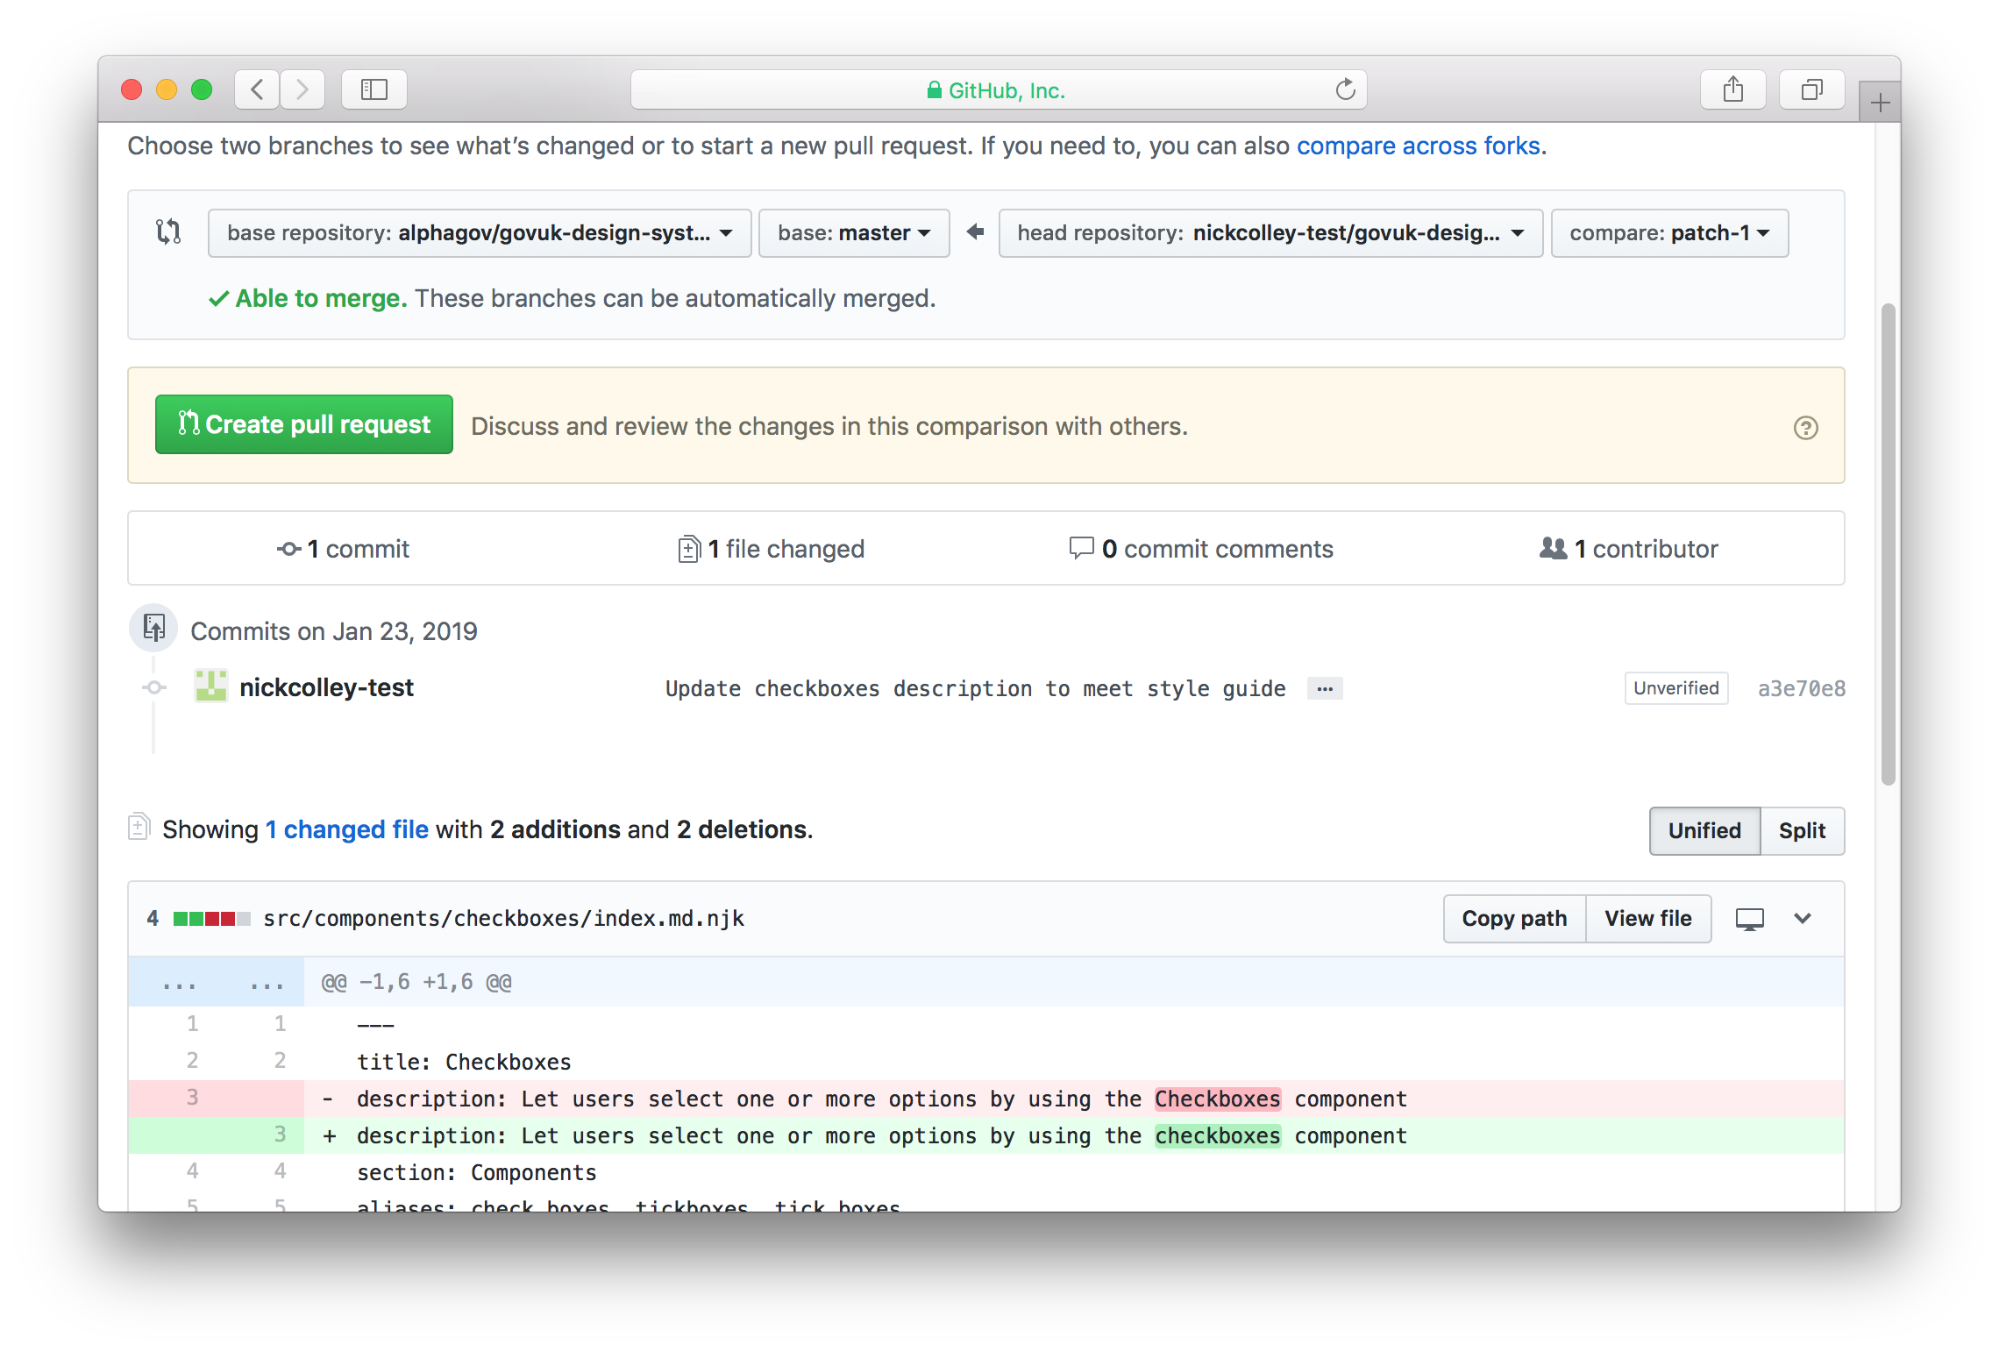 GitHub, Inc.
Choose two branches to see what’s changed or to start a new pull request. If you need to, you can also compare across forks.
base repository: alphagov/govuk-design-syst... base: master head repository: nickcolley-test/govuk-desig... compare: patch-1
Able to merge. These branches can be automatically merged.
Create pull request Discuss and review the changes in this comparison with others.
1 commit 1 file changed 0 commit comments 1 contributor
Commits on Jan 23, 2019
nickcolley-test Update checkboxes description to meet style guide ... Unverified a3e70e8
Showing 1 changed file with 2 additions and 2 deletions. Unified Split
4 src/components/checkboxes/index.md.njk Copy path View file
... ... @@ -1,6 +1,6 @@
1 1 ---
2 2 title: Checkboxes
3 - description: Let users select one or more options by using the Checkboxes component
3 + description: Let users select one or more options by using the checkboxes component
4 4 section: Components
5 5 aliases: check boxes, tickboxes, tick boxes